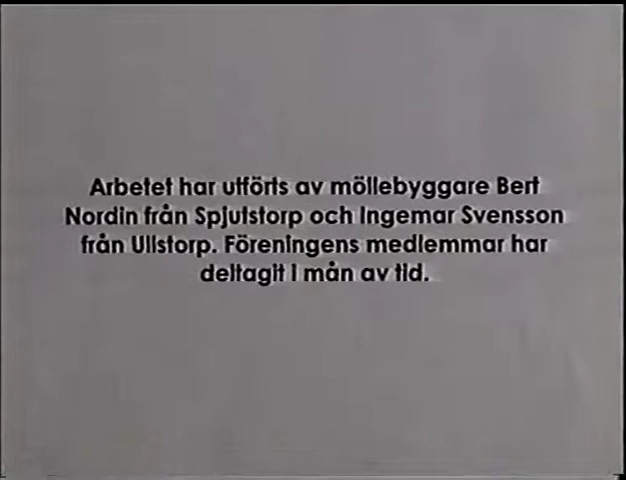 Arbetet har utförts av möllebyggare Bert
Nordin från Spjutstorp och Ingemar Svensson
från Ullstorp. Föreningens medlemmar har
deltagit i mån av tid.